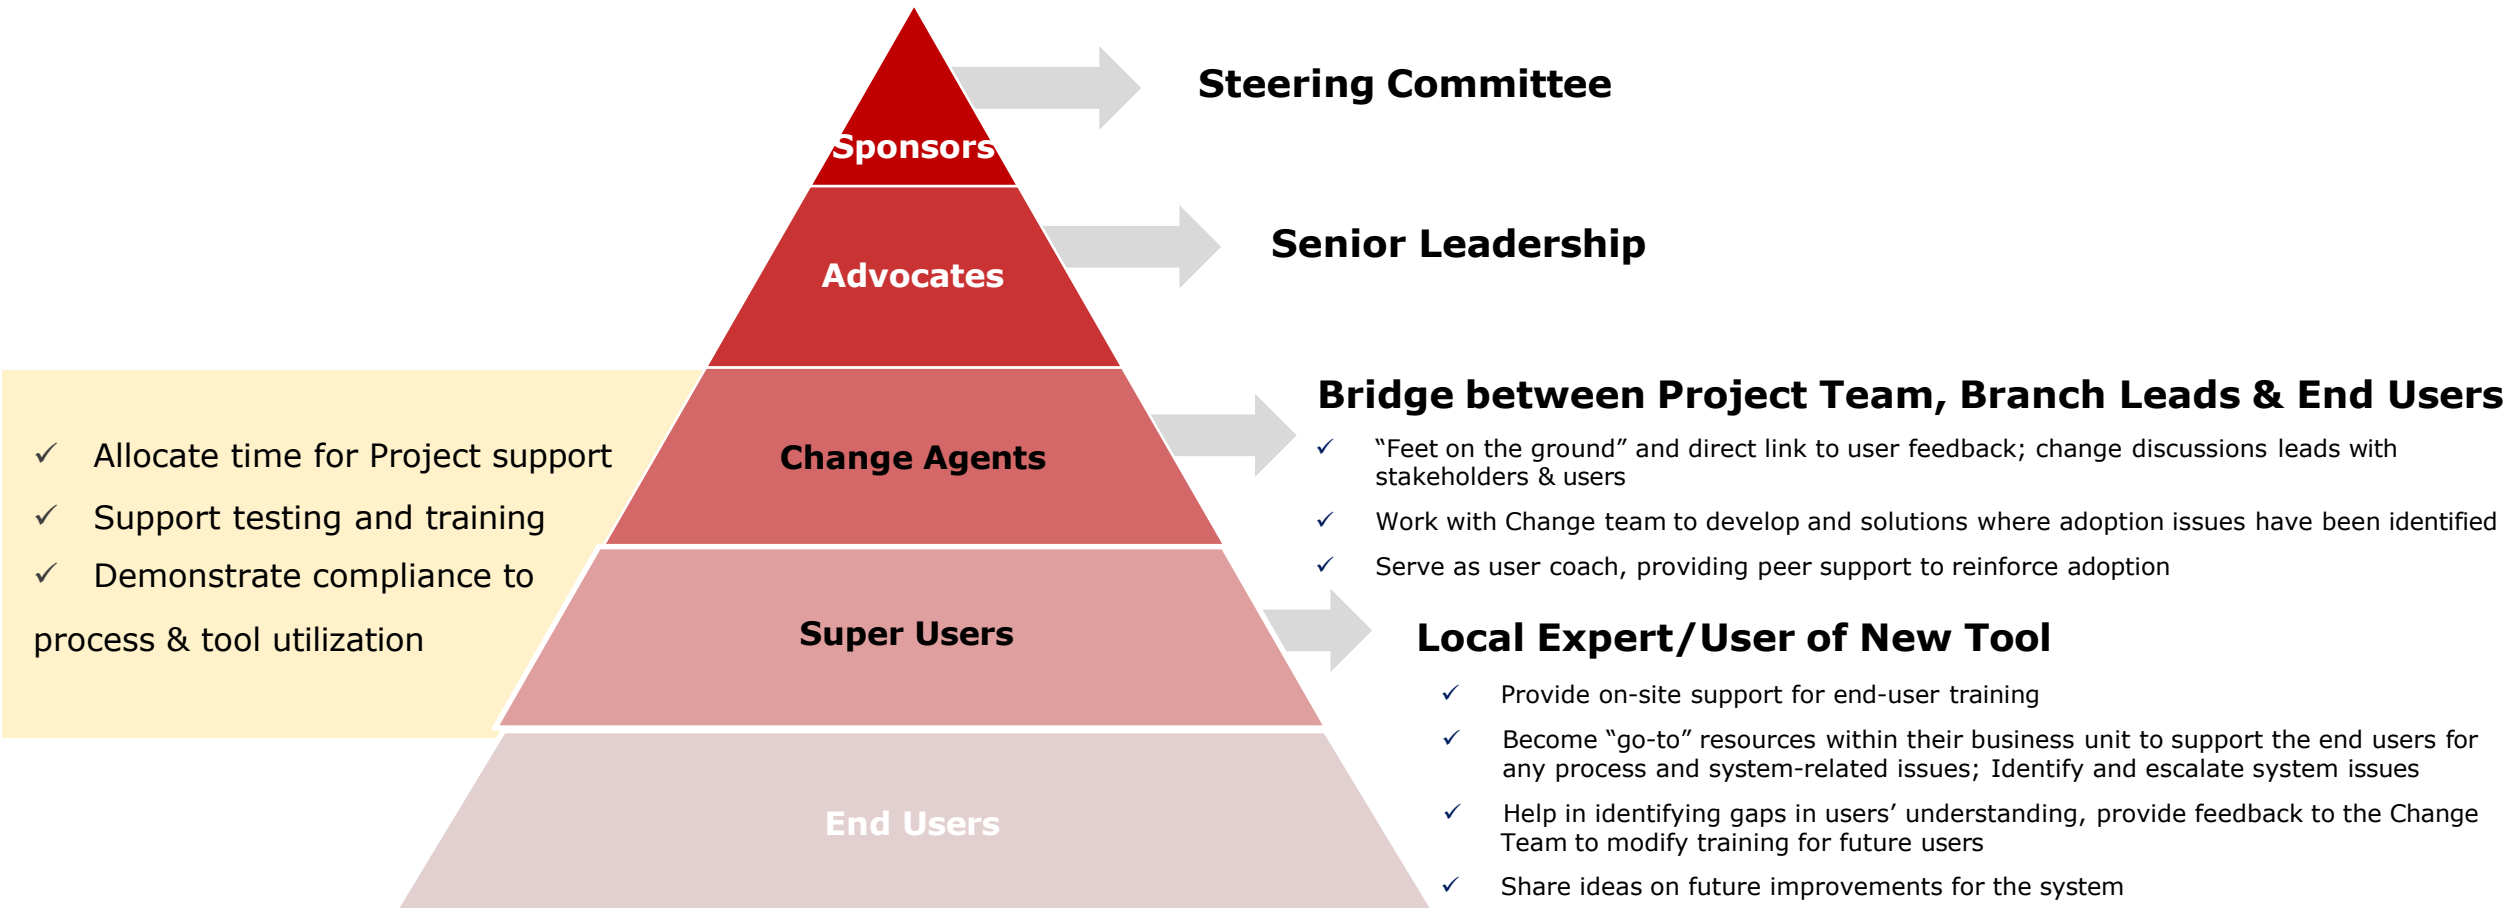 Steering Committee
Sponsors
Senior Leadership
Advocates
Bridge between Project Team, Branch Leads & End Users
✓ “Feet on the ground” and direct link to user feedback; change discussions leads with
stakeholders & users
✓ Work with Change team to develop and solutions where adoption issues have been identified
✓ Serve as user coach, providing peer support to reinforce adoption
Change Agents
✓ Allocate time for Project support
✓ Support testing and training
✓ Demonstrate compliance to
process & tool utilization
Super Users
Local Expert/User of New Tool
✓ Provide on-site support for end-user training
✓ Become “go-to” resources within their business unit to support the end users for
any process and system-related issues; Identify and escalate system issues
✓ Help in identifying gaps in users’ understanding, provide feedback to the Change
Team to modify training for future users
✓ Share ideas on future improvements for the system
End Users